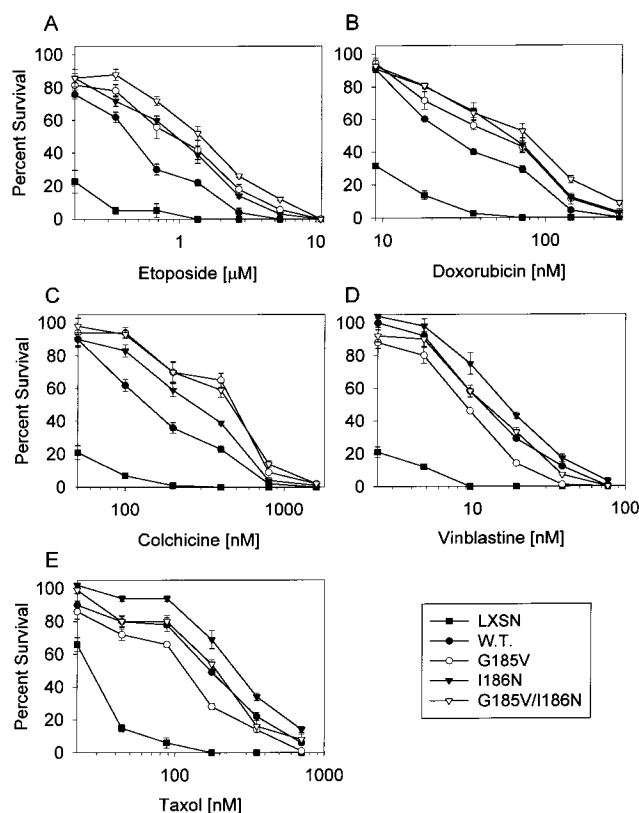 A
B
100
80
60
40
20
0
Percent Survival
1
10
Etoposide [µM]
100
80
60
40
20
0
10
100
Doxorubicin [nM]
C
D
100
80
60
40
20
0
Percent Survival
100
1000
Colchicine [nM]
100
80
60
40
20
0
10
100
Vinblastine [nM]
E
100
80
60
40
20
0
Percent Survival
100
1000
Taxol [nM]
LXSN
W.T.
G185V
I186N
G185V/I186N